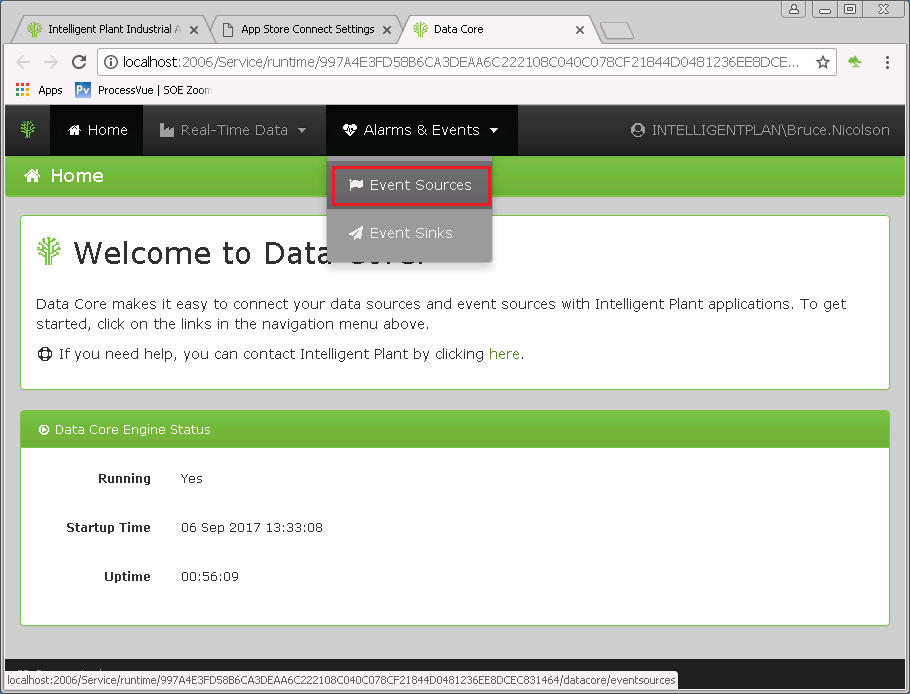 Intelligent Plant Industrial A
App Store Connect Settings
Data Core
localhost:2006/Service/runtime/997A4E3FD58B6CA3DEAA6C222108C040C078CF21844D0481236EE8DCE...
Apps
Pv ProcessVue | SOE Zoom
Home
Real-Time Data
Alarms & Events
INTELLIGENTPLAN\Bruce.Nicolson
Home
Event Sources
Event Sinks
Welcome to Data Core!
Data Core makes it easy to connect your data sources and event sources with Intelligent Plant applications. To get
started, click on the links in the navigation menu above.
If you need help, you can contact Intelligent Plant by clicking here.
Data Core Engine Status
Running Yes
Startup Time 06 Sep 2017 13:33:08
Uptime 00:56:09
localhost:2006/Service/runtime/997A4E3FD58B6CA3DEAA6C222108C040C078CF21844D0481236EE8DCEC831464/datacore/eventsources